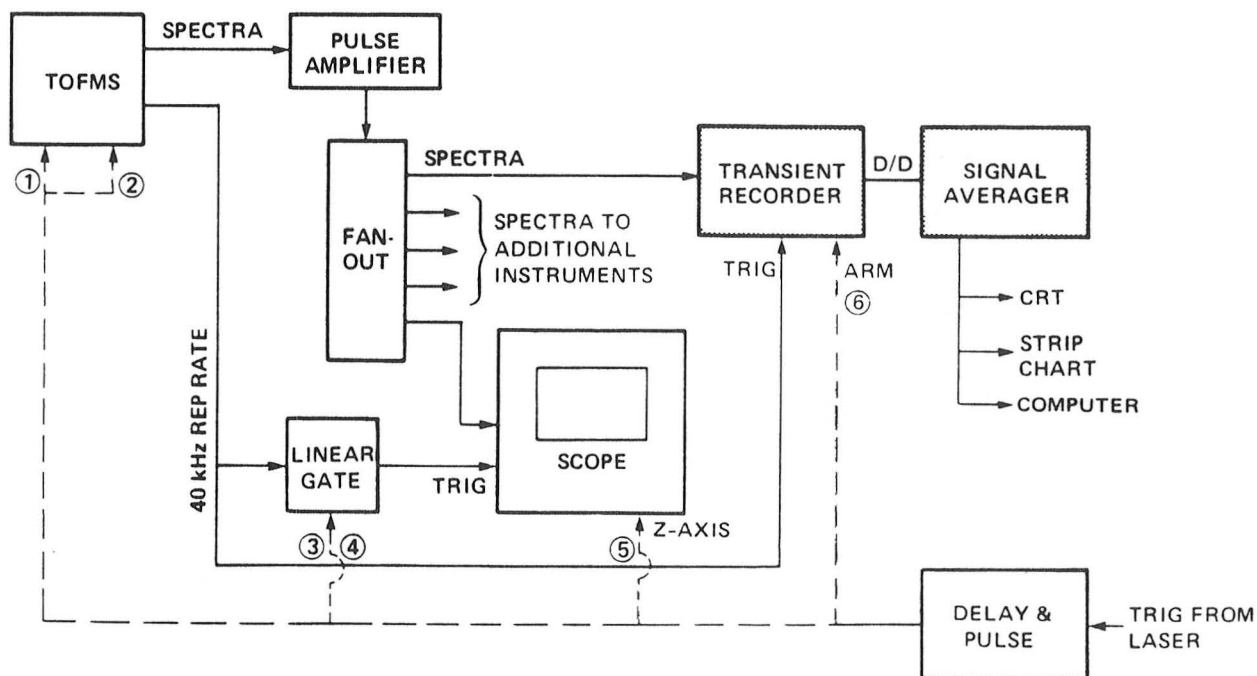 SPECTRA
TOFMS
PULSE
AMPLIFIER
① ②
FAN-
OUT
SPECTRA
SPECTRA TO
ADDITIONAL
INSTRUMENTS
TRANSIENT
RECORDER
D/D
SIGNAL
AVERAGER
TRIG
ARM
⑥
CRT
STRIP
CHART
COMPUTER
40 kHz REP RATE
LINEAR
GATE
TRIG
SCOPE
③ ④
⑤
Z-AXIS
DELAY &
PULSE
TRIG FROM
LASER